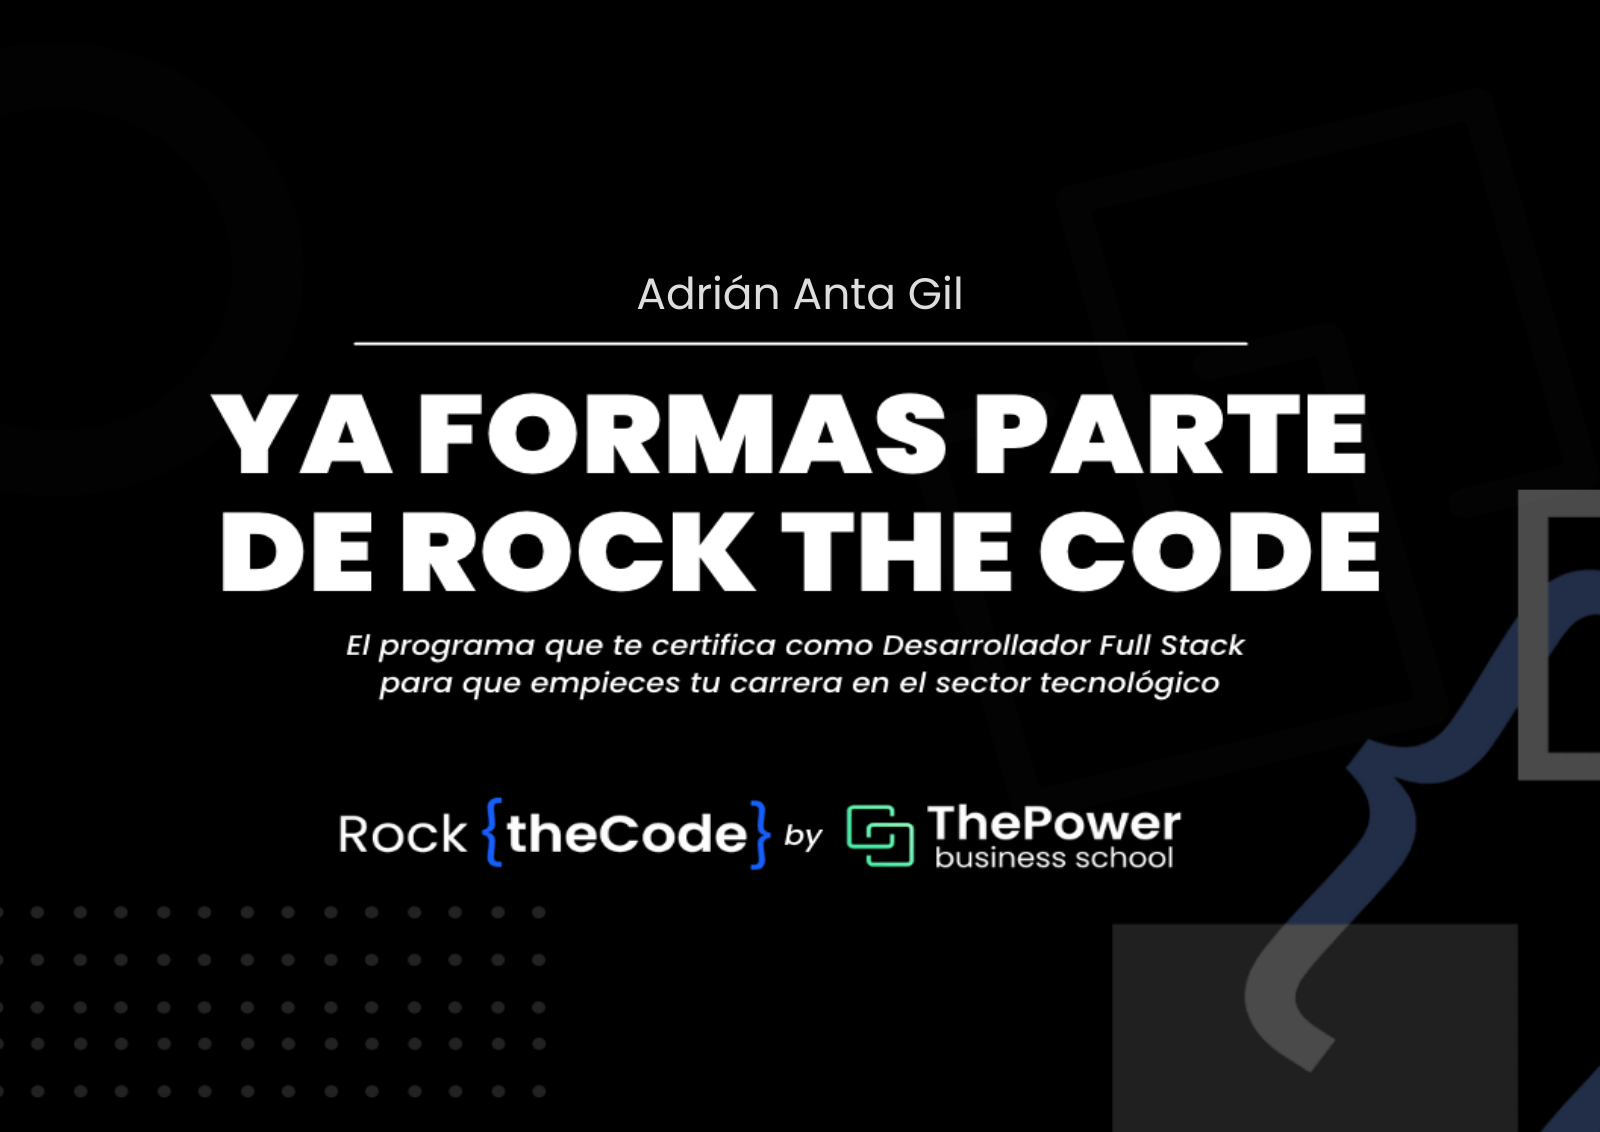 Adrián Anta Gil
YA FORMAS PARTE
DE ROCK THE CODE
El programa que te certifica como Desarrollador Full Stack
para que empieces tu carrera en el sector tecnológico
Rock {theCode} by ThePower
business school